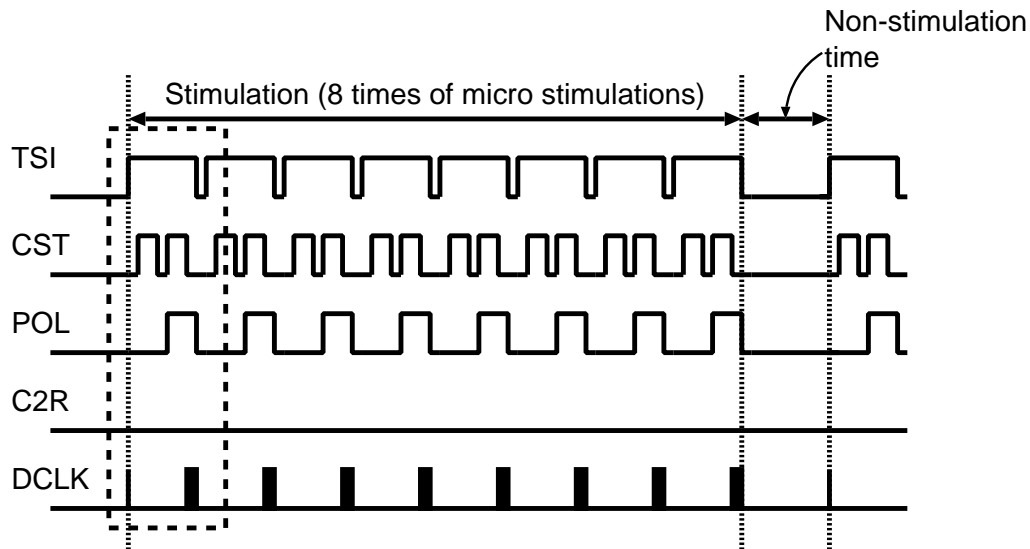 Non-stimulation
time
Stimulation (8 times of micro stimulations)
TSI
CST
POL
C2R
DCLK